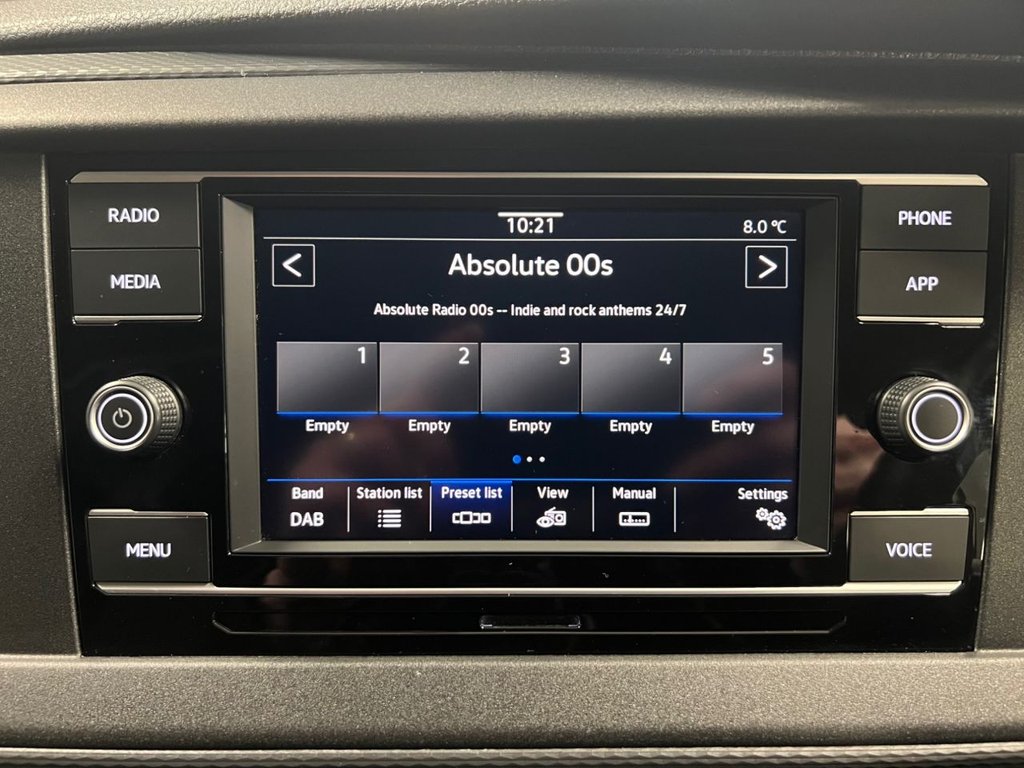 RADIO
MEDIA
MENU
10:21
8.0 °C
< Absolute 00s >
Absolute Radio 00s -- Indie and rock anthems 24/7
1 2 3 4 5
Empty Empty Empty Empty Empty
Band Station list Preset list View Manual Settings
DAB
PHONE
APP
VOICE